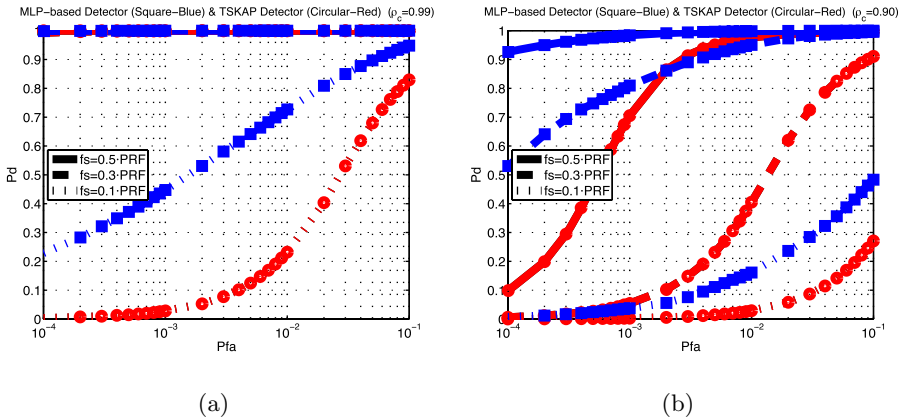 MLP-based Detector (Square-Blue) & TSKAP Detector (Circular-Red) (ρc=0.99)
1
0.9
0.8
0.7
0.6
0.5
0.4
0.3
0.2
0.1
0
Pd
fs=0.5·PRF
fs=0.3·PRF
fs=0.1·PRF
10⁻⁴
10⁻³
10⁻²
10⁻¹
Pfa
(a)
MLP-based Detector (Square-Blue) & TSKAP Detector (Circular-Red) (ρc=0.90)
1
0.9
0.8
0.7
0.6
0.5
0.4
0.3
0.2
0.1
0
Pd
fs=0.5·PRF
fs=0.3·PRF
fs=0.1·PRF
10⁻⁴
10⁻³
10⁻²
10⁻¹
Pfa
(b)